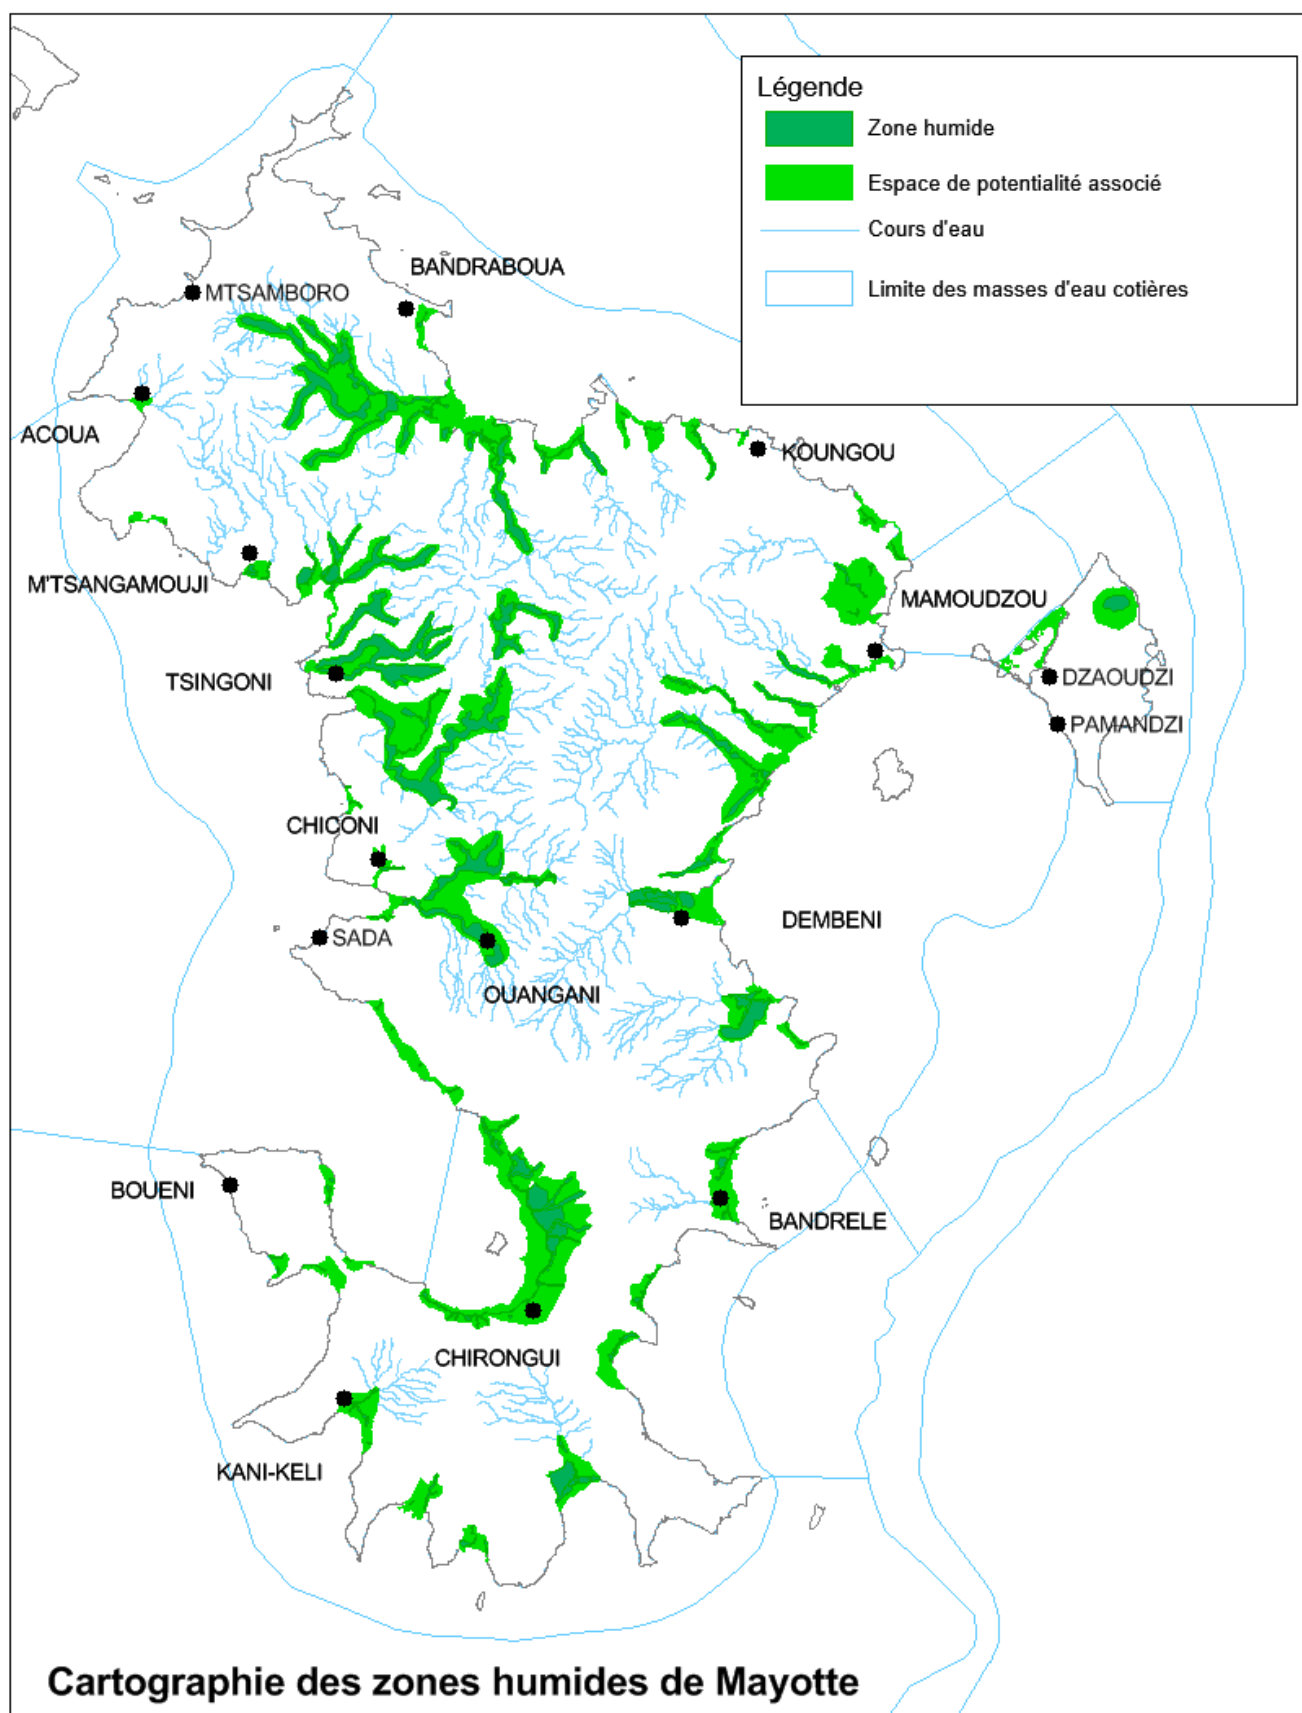 Légende
Zone humide
Espace de potentialité associé
Cours d'eau
Limite des masses d'eau cotières
BANDRABOUA
MTSAMBORO
ACOUA
KOUNGOU
M'TSANGAMOUJI
MAMOUDZOU
TSINGONI
DZAOUDZI
PAMANDZI
CHICONI
DEMBENI
SADA
OUANGANI
BOUENI
BANDRELE
CHIRONGUI
KANI-KELI
Cartographie des zones humides de Mayotte